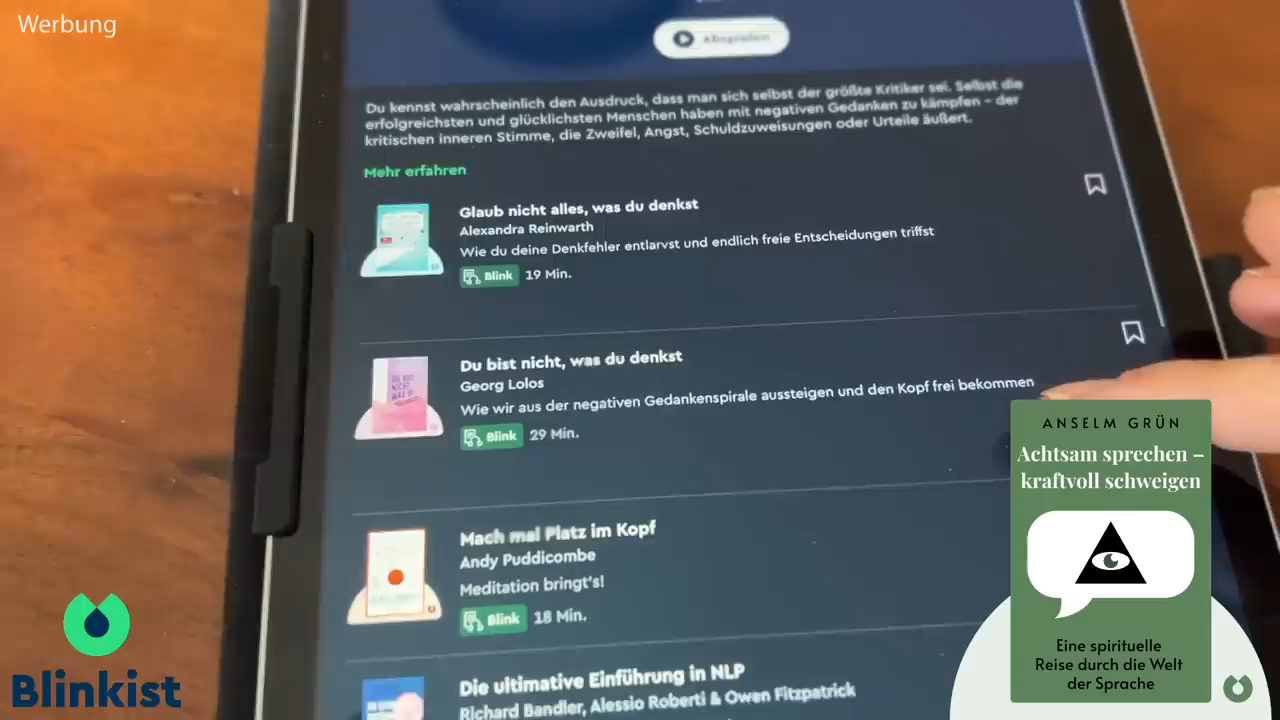 Werbung
Abspielen
Du kennst wahrscheinlich den Ausdruck, dass man sich selbst der größte Kritiker sei. Selbst die
erfolgreichsten und glücklichsten Menschen haben mit negativen Gedanken zu kämpfen – der
kritischen inneren Stimme, die Zweifel, Angst, Schuldzuweisungen oder Urteile äußert.
Mehr erfahren
Glaub nicht alles, was du denkst
Alexandra Reinwarth
Wie du deine Denkfehler entlarvst und endlich freie Entscheidungen triffst
Blink 19 Min.
Du bist nicht, was du denkst
Georg Lolos
Wie wir aus der negativen Gedankenspirale aussteigen und den Kopf frei bekommen
Blink 29 Min.
Mach mal Platz im Kopf
Andy Puddicombe
Meditation bringt's!
Blink 18 Min.
Die ultimative Einführung in NLP
Richard Bandler, Alessio Roberti & Owen Fitzpatrick
ANSELM GRÜN
Achtsam sprechen –
kraftvoll schweigen
Eine spirituelle
Reise durch die Welt
der Sprache
Blinkist